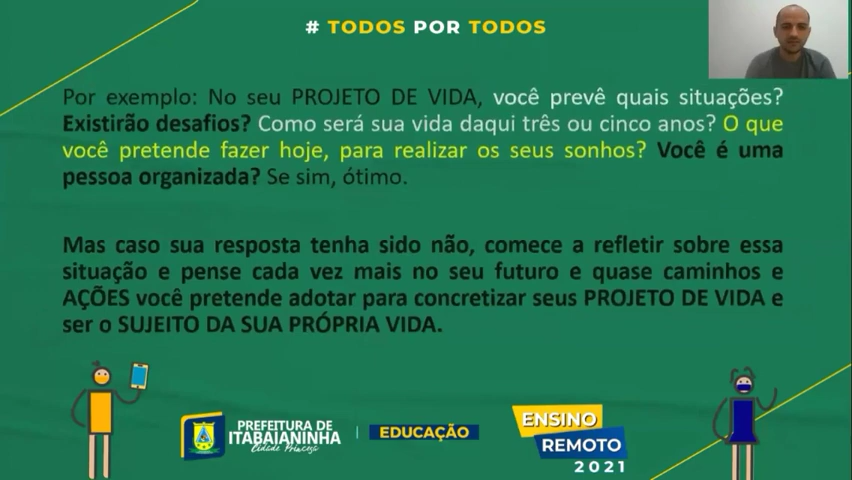 # TODOS POR TODOS
Por exemplo: No seu PROJETO DE VIDA, você prevê quais situações?
Existirão desafios? Como será sua vida daqui três ou cinco anos? O que
você pretende fazer hoje, para realizar os seus sonhos? Você é uma
pessoa organizada? Se sim, ótimo.
Mas caso sua resposta tenha sido não, comece a refletir sobre essa
situação e pense cada vez mais no seu futuro e quase caminhos e
AÇÕES você pretende adotar para concretizar seus PROJETO DE VIDA e
ser o SUJEITO DA SUA PRÓPRIA VIDA.
PREFEITURA DE
ITABAIANINHA
Cidade Princesa
EDUCAÇÃO
ENSINO
REMOTO
2021